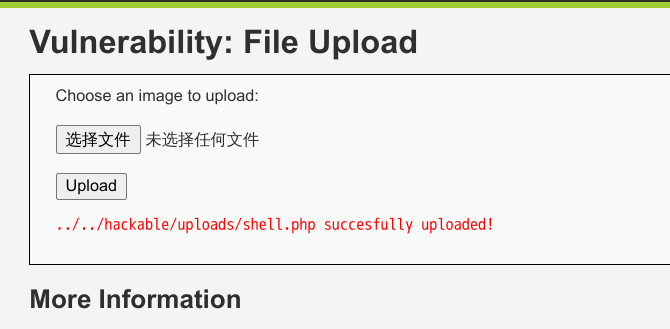 Vulnerability: File Upload
Choose an image to upload:
选择文件 未选择任何文件
Upload
../../hackable/uploads/shell.php succesfully uploaded!
More Information